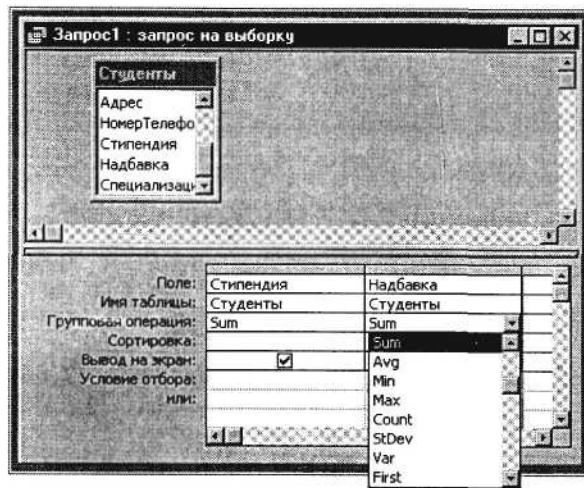 Запрос1 : запрос на выборку
Студенты
Адрес
НомерТелефо
Стипендия
Надбавка
Специализаци
Поле: Стипендия Надбавка
Имя таблицы: Студенты Студенты
Групповая операция: Sum Sum
Сортировка: Sum
Вывод на экран: Avg
Условие отбора: Min
или: Max
Count
StDev
Var
First